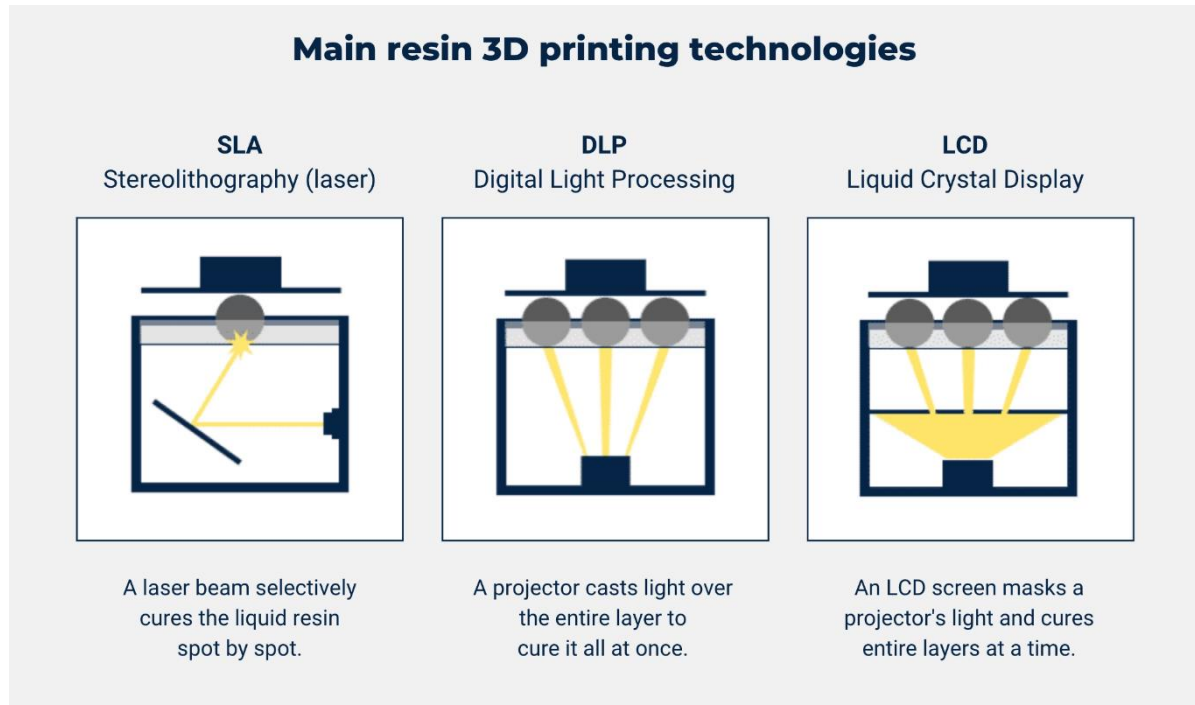 Main resin 3D printing technologies
SLA
Stereolithography (laser)
DLP
Digital Light Processing
LCD
Liquid Crystal Display
A laser beam selectively
cures the liquid resin
spot by spot.
A projector casts light over
the entire layer to
cure it all at once.
An LCD screen masks a
projector's light and cures
entire layers at a time.